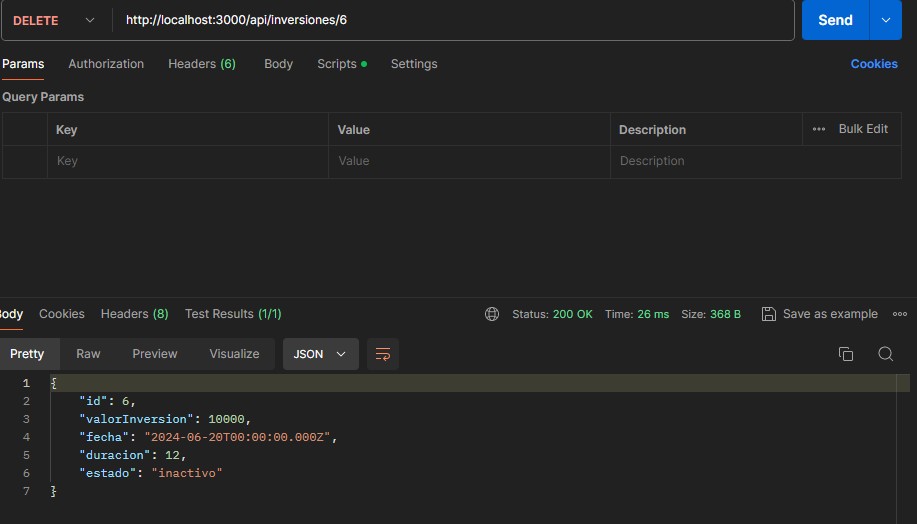 DELETE http://localhost:3000/api/inversiones/6 Send
Params Authorization Headers (6) Body Scripts Settings Cookies
Query Params
Key Value Description Bulk Edit
Key Value Description
Body Cookies Headers (8) Test Results (1/1) Status: 200 OK Time: 26 ms Size: 368 B Save as example
Pretty Raw Preview Visualize JSON
1 {
2 "id": 6,
3 "valorInversion": 10000,
4 "fecha": "2024-06-20T00:00:00.000Z",
5 "duracion": 12,
6 "estado": "inactivo"
7 }